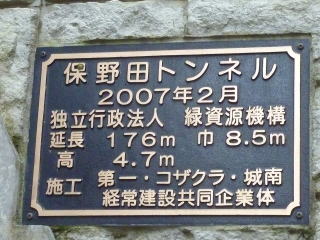 保野田トンネル
2007年2月
独立行政法人 緑資源機構
延長 176m 巾 8.5m
高 4.7m
施工 第一・コザクラ・城南
経常建設共同企業体